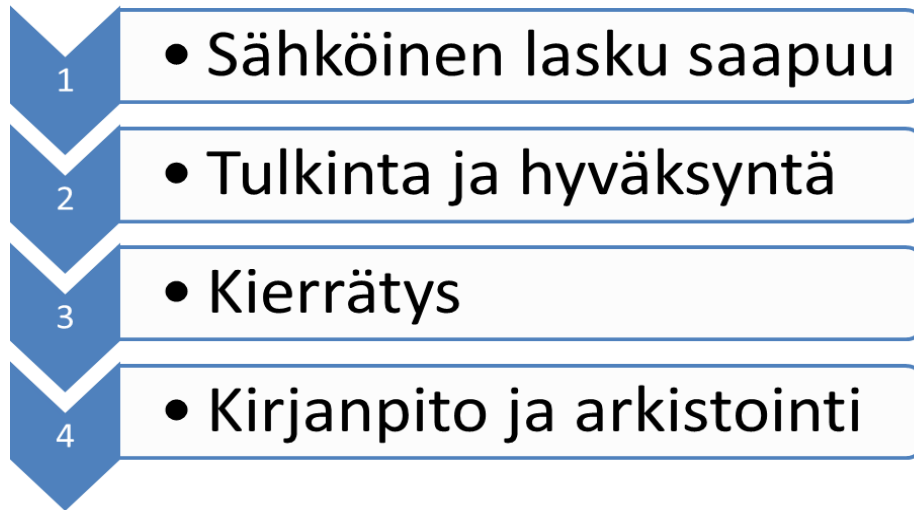 1
• Sähköinen lasku saapuu
2
• Tulkinta ja hyväksyntä
3
• Kierrätys
4
• Kirjanpito ja arkistointi